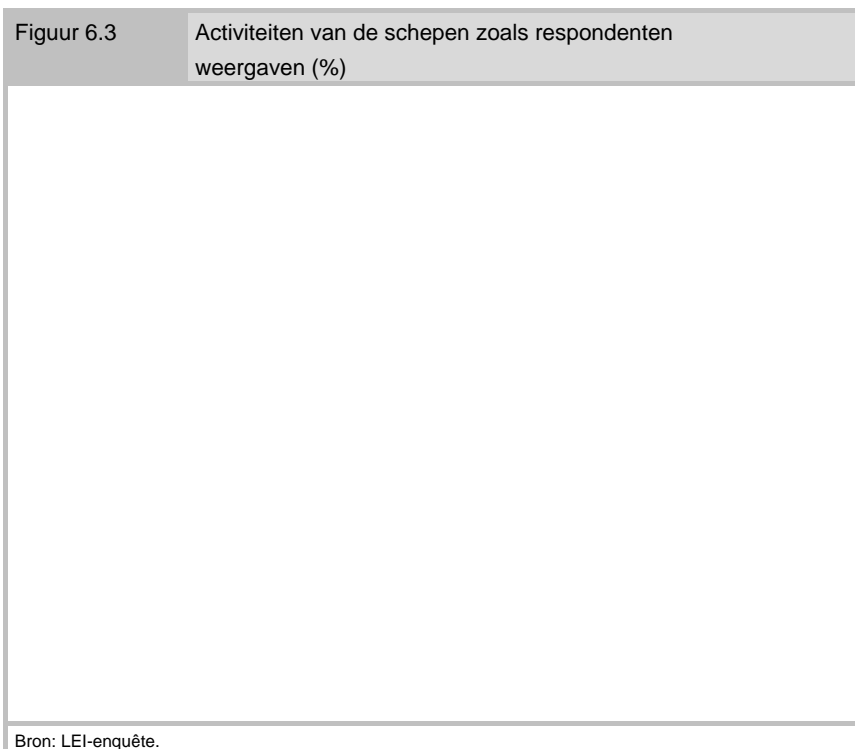 Figuur 6.3 Activiteiten van de schepen zoals respondenten
weergaven (%)
Bron: LEI-enquête.